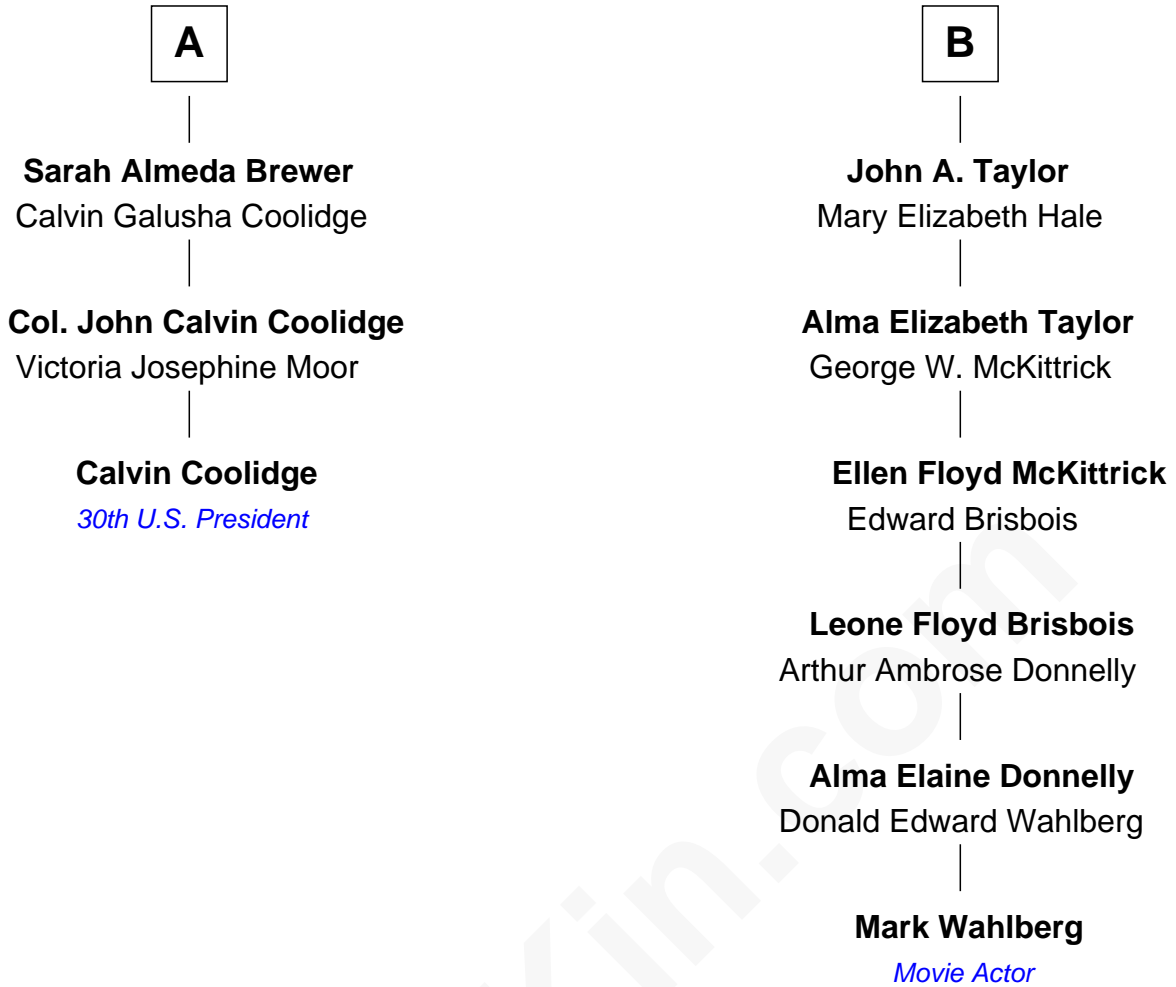 A
Sarah Almeda Brewer
Calvin Galusha Coolidge
Col. John Calvin Coolidge
Victoria Josephine Moor
Calvin Coolidge
30th U.S. President
B
John A. Taylor
Mary Elizabeth Hale
Alma Elizabeth Taylor
George W. McKittrick
Ellen Floyd McKittrick
Edward Brisbois
Leone Floyd Brisbois
Arthur Ambrose Donnelly
Alma Elaine Donnelly
Donald Edward Wahlberg
Mark Wahlberg
Movie Actor